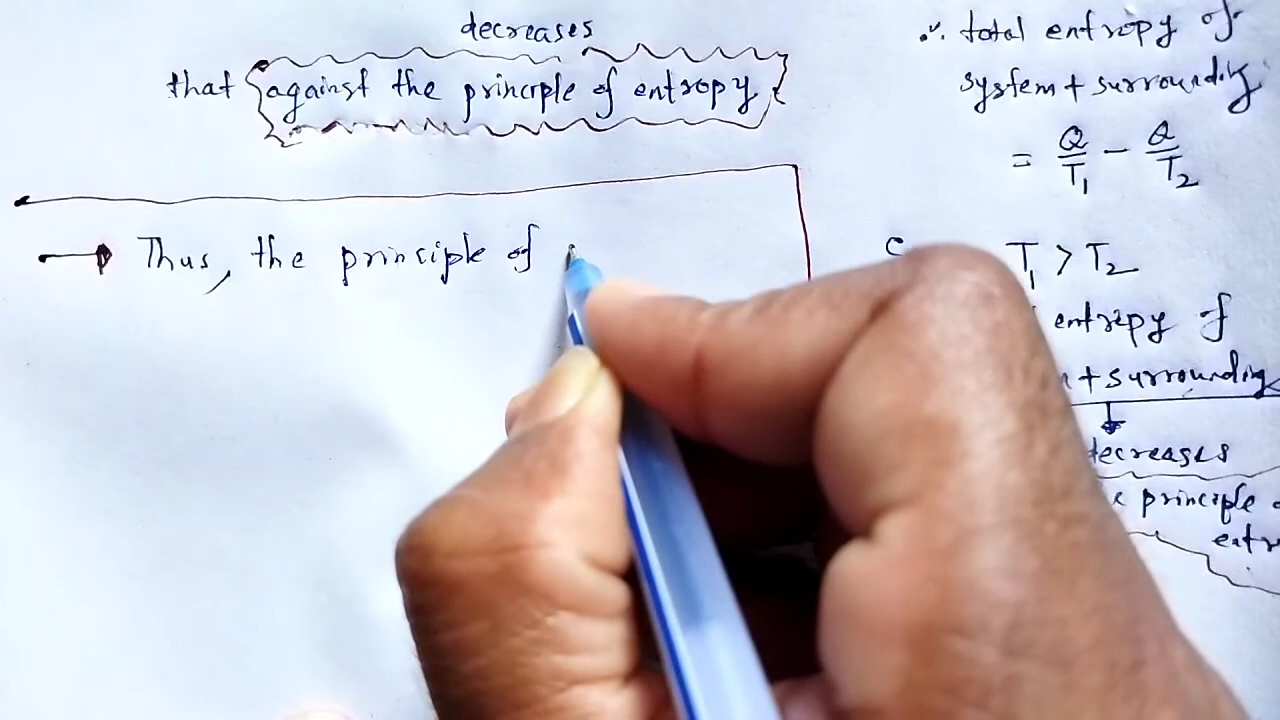 decreases
that against the principle of entropy
Thus, the principle of
∴ total entropy of
system + surrounding
= Q/T₁ - Q/T₂
T₁ > T₂
entropy of
+ surrounding
decreases
principle